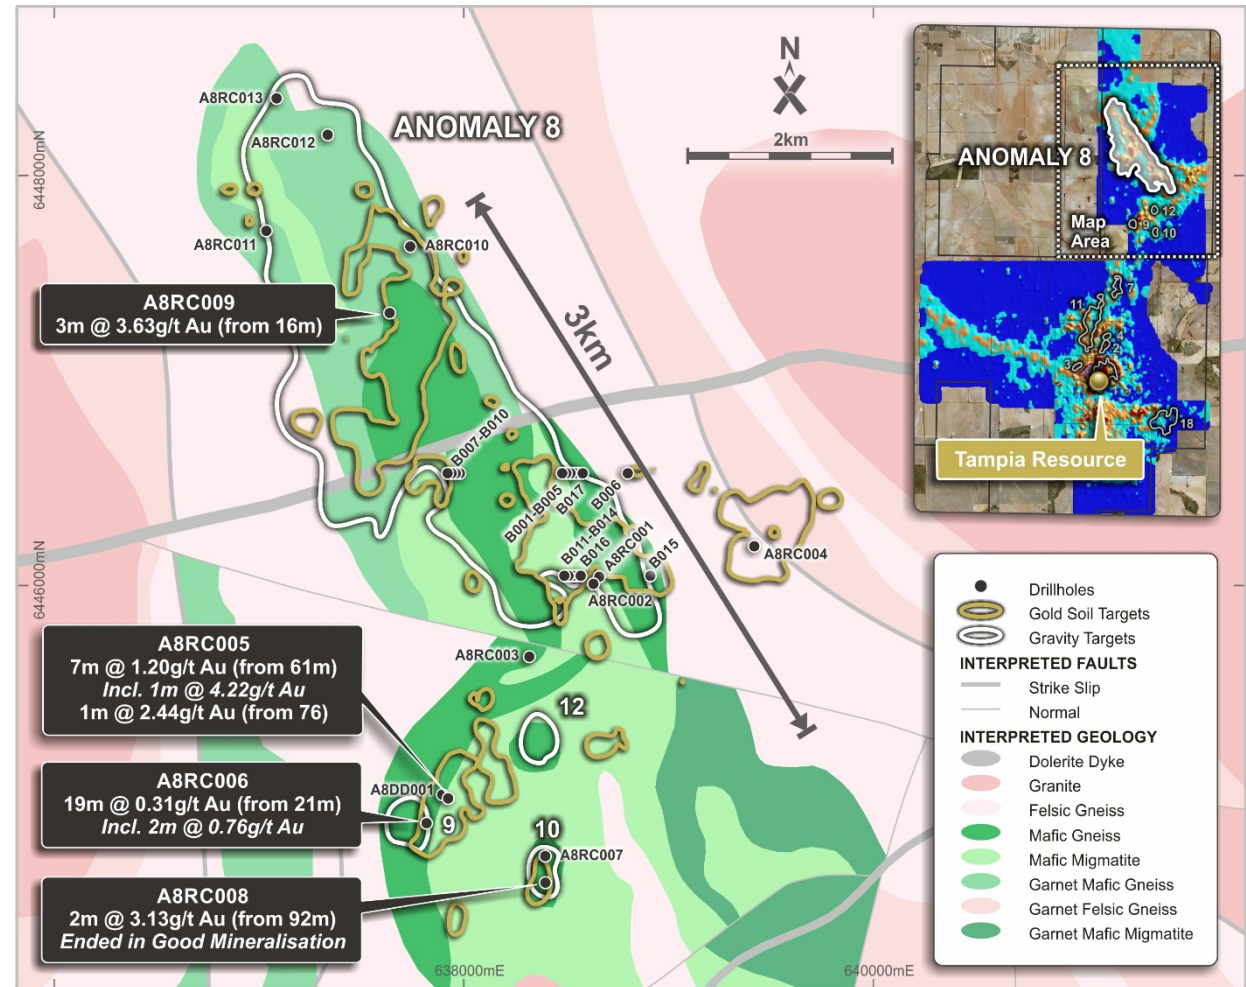 A8RC013
A8RC012
ANOMALY 8
N
2km
6448000mN
A8RC011
A8RC010
A8RC009
3m @ 3.63g/t Au (from 16m)
3km
B007-B010
B001-B005
B017
B006
B011-B014
B016
A8RC001
B015
A8RC004
A8RC002
6446000mN
A8RC003
A8RC005
7m @ 1.20g/t Au (from 61m)
Incl. 1m @ 4.22g/t Au
1m @ 2.44g/t Au (from 76)
12
A8DD001
9
A8RC006
19m @ 0.31g/t Au (from 21m)
Incl. 2m @ 0.76g/t Au
10
A8RC007
A8RC008
2m @ 3.13g/t Au (from 92m)
Ended in Good Mineralisation
638000mE
640000mE
ANOMALY 8
Map
Area
12
9
10
7
11
4
2
3
1
18
Tampia Resource
Drillholes
Gold Soil Targets
Gravity Targets
INTERPRETED FAULTS
Strike Slip
Normal
INTERPRETED GEOLOGY
Dolerite Dyke
Granite
Felsic Gneiss
Mafic Gneiss
Mafic Migmatite
Garnet Mafic Gneiss
Garnet Felsic Gneiss
Garnet Mafic Migmatite